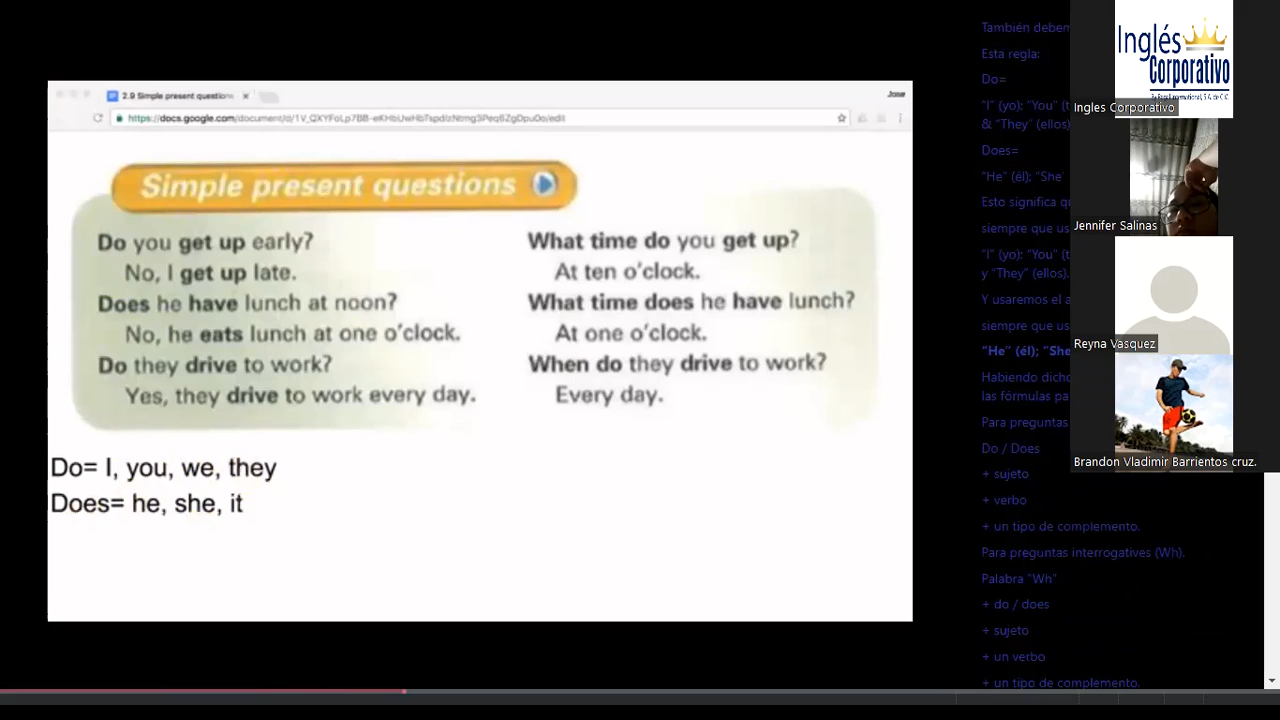 2.9 Simple present questions
Jose
Simple present questions
Do you get up early?
No, I get up late.
Does he have lunch at noon?
No, he eats lunch at one o'clock.
Do they drive to work?
Yes, they drive to work every day.
What time do you get up?
At ten o'clock.
What time does he have lunch?
At one o'clock.
When do they drive to work?
Every day.
Do= I, you, we, they
Does= he, she, it
También deben
Esta regla:
Do=
"I" (yo); "You" (t
& "They" (ellos)
Does=
"He" (él); "She'
Esto significa qu
siempre que us
"I" (yo); "You" (t
y "They" (ellos).
Y usaremos el a
siempre que us
"He" (él); "She
Habiendo dicho
las fórmulas pa
Para preguntas
Do / Does
+ sujeto
+ verbo
+ un tipo de complemento.
Para preguntas interrogatives (Wh).
Palabra "Wh"
+ do / does
+ sujeto
+ un verbo
+ un tipo de complemento.
Inglés
Corporativo
Ingles Corporativo
Jennifer Salinas
Reyna Vasquez
Brandon Vladimir Barrientos cruz.